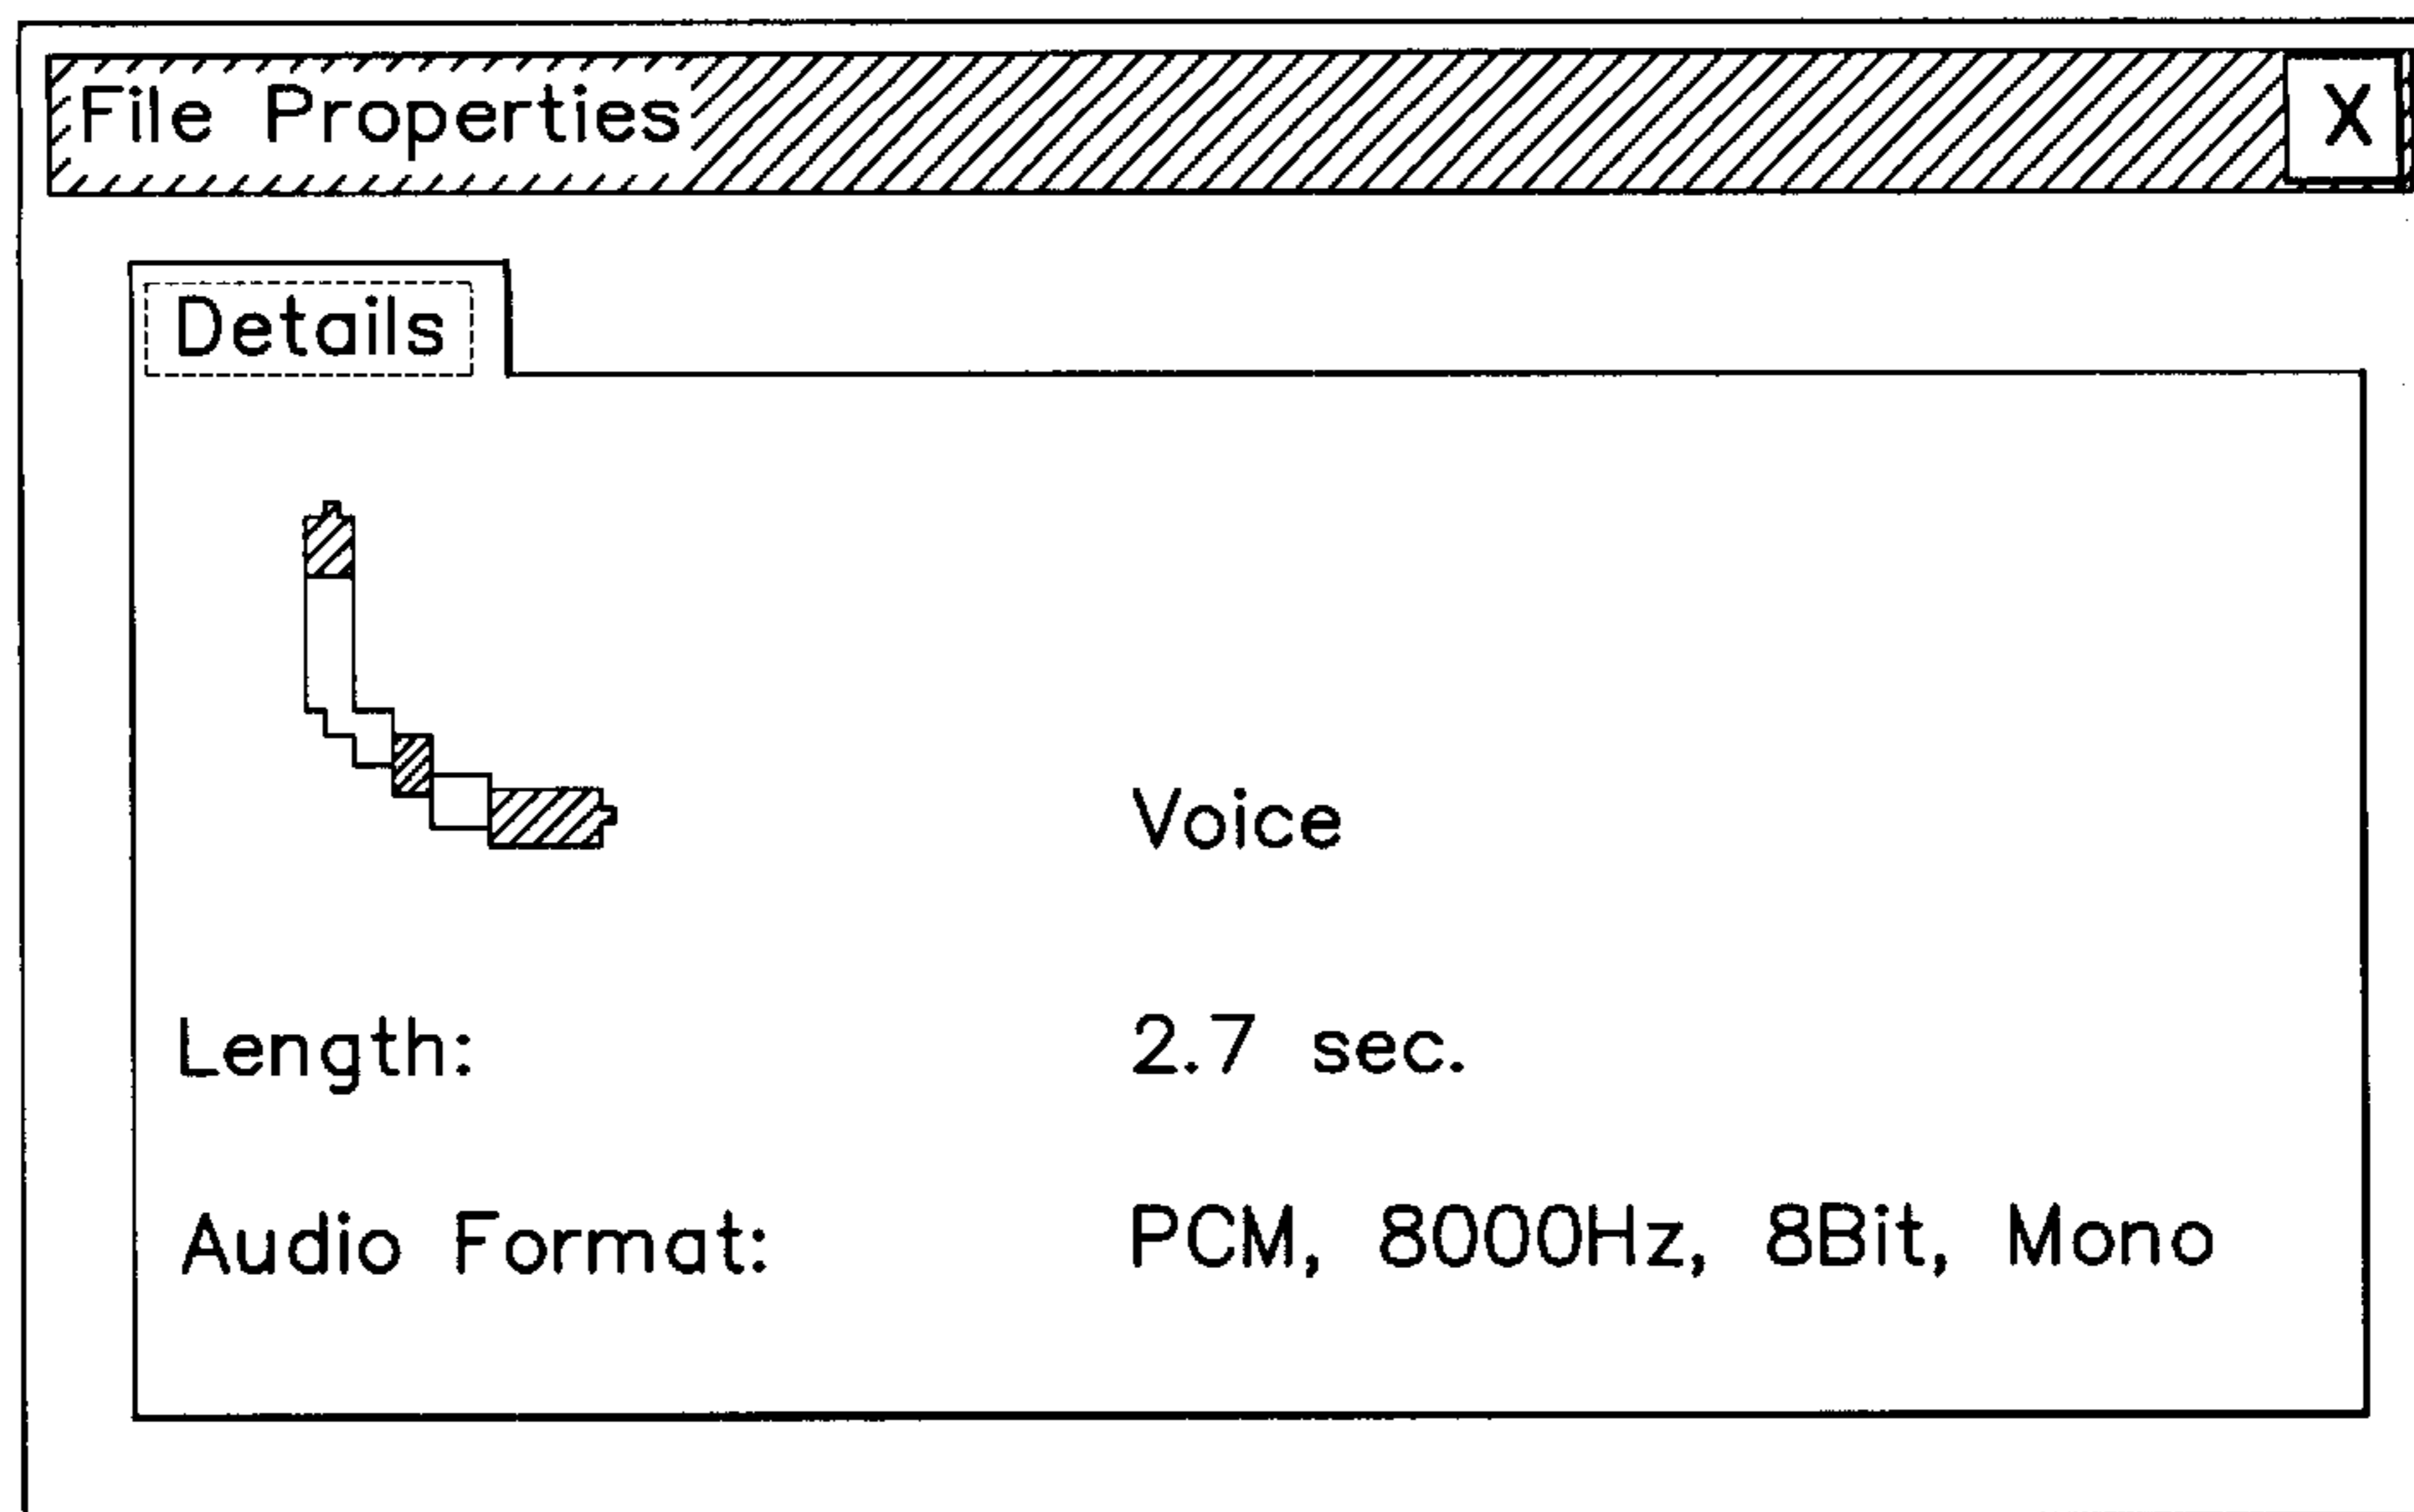 File Properties X
Details
Voice
Length: 2.7 sec.
Audio Format: PCM, 8000Hz, 8Bit, Mono